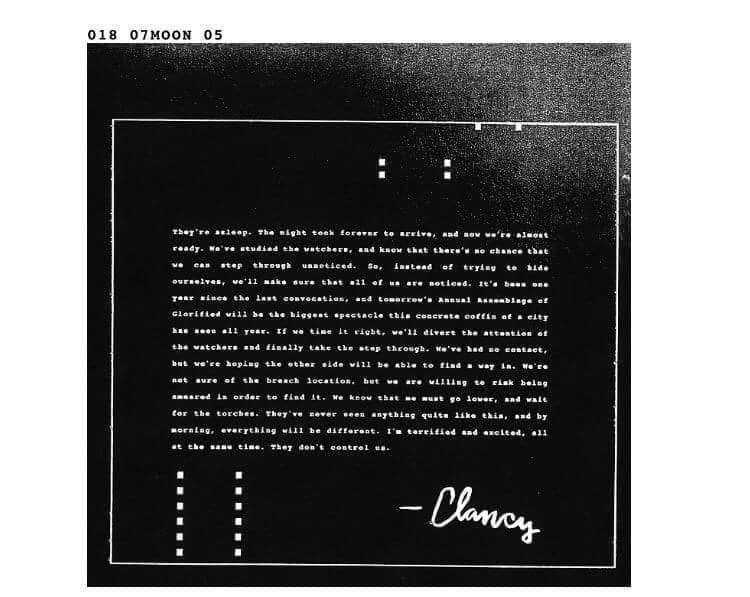 018 07MOON 05
They're asleep. The night took forever to arrive, and now we're almost
ready. We've studied the watchers, and know that there's no chance that
we can step through unnoticed. So, instead of trying to hide
ourselves, we'll make sure that all of us are noticed. It's been one
year since the last convocation, and tomorrow's Annual Assemblage of
Glorified will be the biggest spectacle this concrete coffin of a city
has seen all year. If we time it right, we'll divert the attention of
the watchers and finally take the step through. We've had no contact,
but we're hoping the other side will be able to find a way in. We're
not sure of the breach location, but we are willing to risk being
smeared in order to find it. We know that we must go lower, and wait
for the torches. They've never seen anything quite like this, and by
morning, everything will be different. I'm terrified and excited, all
at the same time. They don't control us.
— Clancy